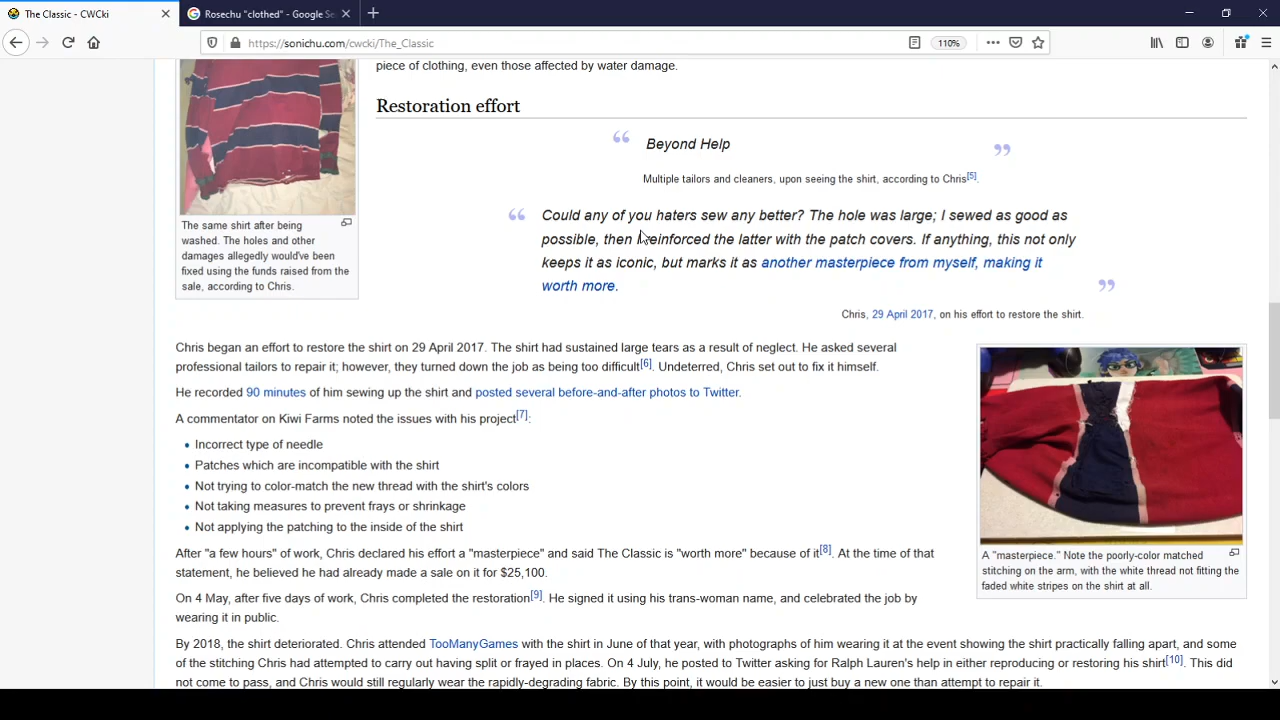 The Classic - CWCki
Rosechu "clothed" - Google Se
https://sonichu.com/cwcki/The_Classic
110%
piece of clothing, even those affected by water damage.
Restoration effort
“ Beyond Help ”
Multiple tailors and cleaners, upon seeing the shirt, according to Chris[5].
The same shirt after being
washed. The holes and other
damages allegedly would've been
fixed using the funds raised from the
sale, according to Chris.
“ Could any of you haters sew any better? The hole was large; I sewed as good as
possible, then I reinforced the latter with the patch covers. If anything, this not only
keeps it as iconic, but marks it as another masterpiece from myself, making it
worth more. ”
Chris, 29 April 2017, on his effort to restore the shirt.
Chris began an effort to restore the shirt on 29 April 2017. The shirt had sustained large tears as a result of neglect. He asked several
professional tailors to repair it; however, they turned down the job as being too difficult[6]. Undeterred, Chris set out to fix it himself.
He recorded 90 minutes of him sewing up the shirt and posted several before-and-after photos to Twitter.
A commentator on Kiwi Farms noted the issues with his project[7]:
• Incorrect type of needle
• Patches which are incompatible with the shirt
• Not trying to color-match the new thread with the shirt's colors
• Not taking measures to prevent frays or shrinkage
• Not applying the patching to the inside of the shirt
A "masterpiece." Note the poorly-color matched
stitching on the arm, with the white thread not fitting the
faded white stripes on the shirt at all.
After "a few hours" of work, Chris declared his effort a "masterpiece" and said The Classic is "worth more" because of it[8]. At the time of that
statement, he believed he had already made a sale on it for $25,100.
On 4 May, after five days of work, Chris completed the restoration[9]. He signed it using his trans-woman name, and celebrated the job by
wearing it in public.
By 2018, the shirt deteriorated. Chris attended TooManyGames with the shirt in June of that year, with photographs of him wearing it at the event showing the shirt practically falling apart, and some
of the stitching Chris had attempted to carry out having split or frayed in places. On 4 July, he posted to Twitter asking for Ralph Lauren's help in either reproducing or restoring his shirt[10]. This did
not come to pass, and Chris would still regularly wear the rapidly-degrading fabric. By this point, it would be easier to just buy a new one than attempt to repair it.